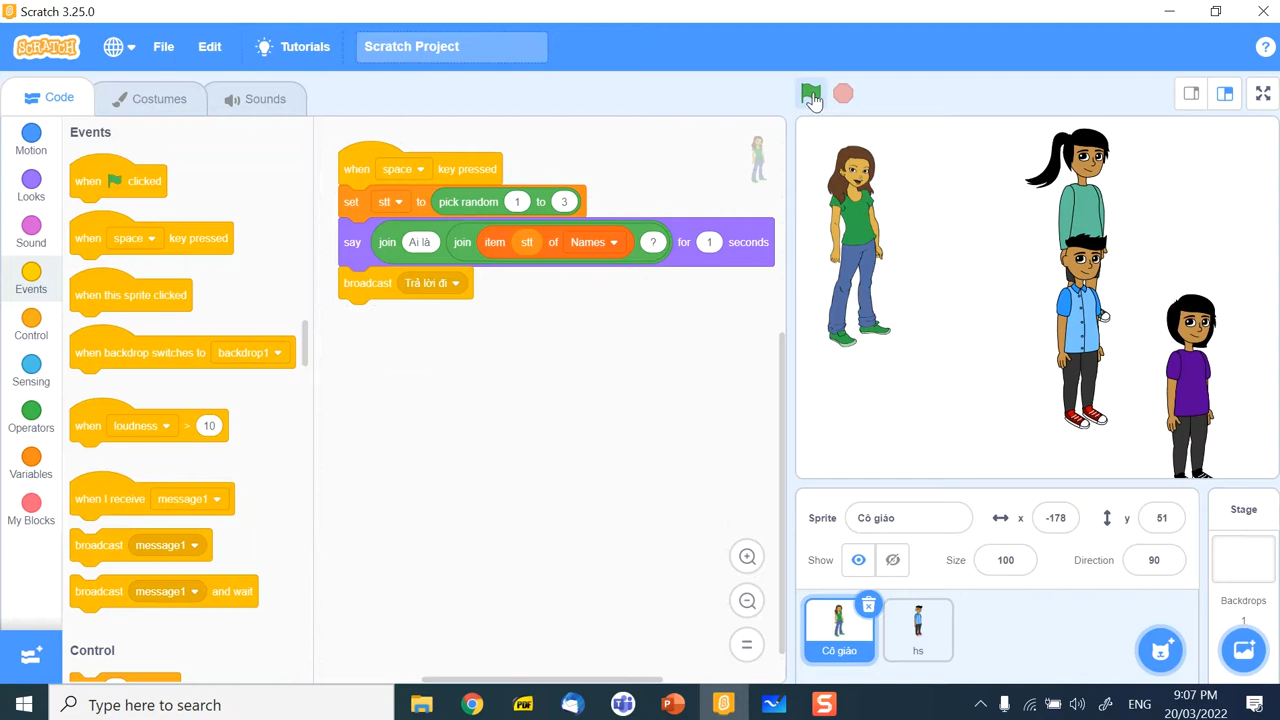 Scratch 3.25.0
SCRATCH File Edit Tutorials Scratch Project ?
Code Costumes Sounds
Motion
Looks
Sound
Events
Control
Sensing
Operators
Variables
My Blocks
Events
when clicked
when space key pressed
when this sprite clicked
when backdrop switches to backdrop1
when loudness > 10
when I receive message1
broadcast message1
broadcast message1 and wait
Control
when space key pressed
set stt to pick random 1 to 3
say join Ai là join item stt of Names ? for 1 seconds
broadcast Trả lời đi
Sprite Cô giáo x -178 y 51
Show Size 100 Direction 90
Cô giáo
hs
Stage
Backdrops
1
Type here to search
ENG
9:07 PM
20/03/2022